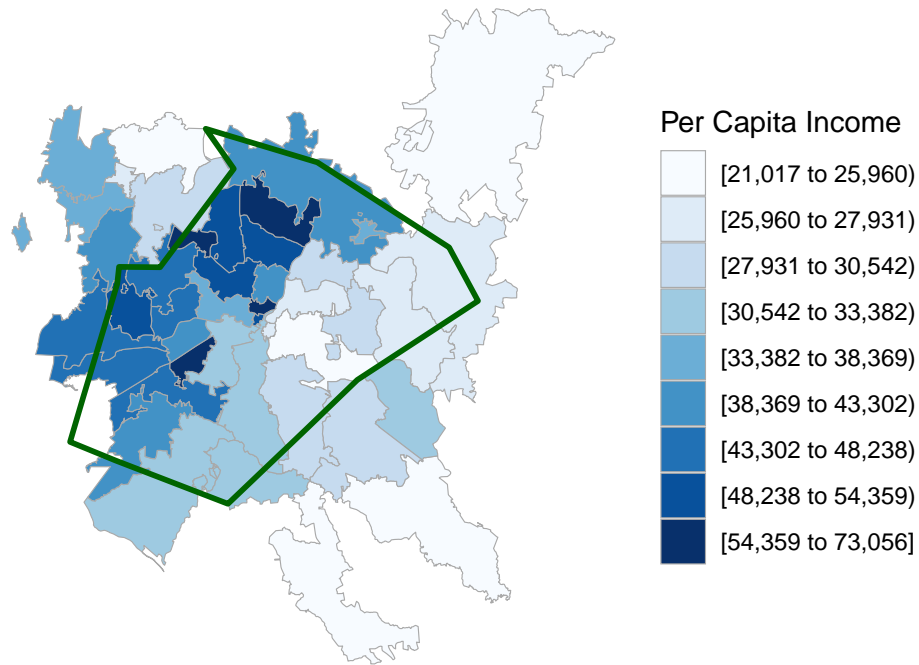 Per Capita Income
[21,017 to 25,960)
[25,960 to 27,931)
[27,931 to 30,542)
[30,542 to 33,382)
[33,382 to 38,369)
[38,369 to 43,302)
[43,302 to 48,238)
[48,238 to 54,359)
[54,359 to 73,056]